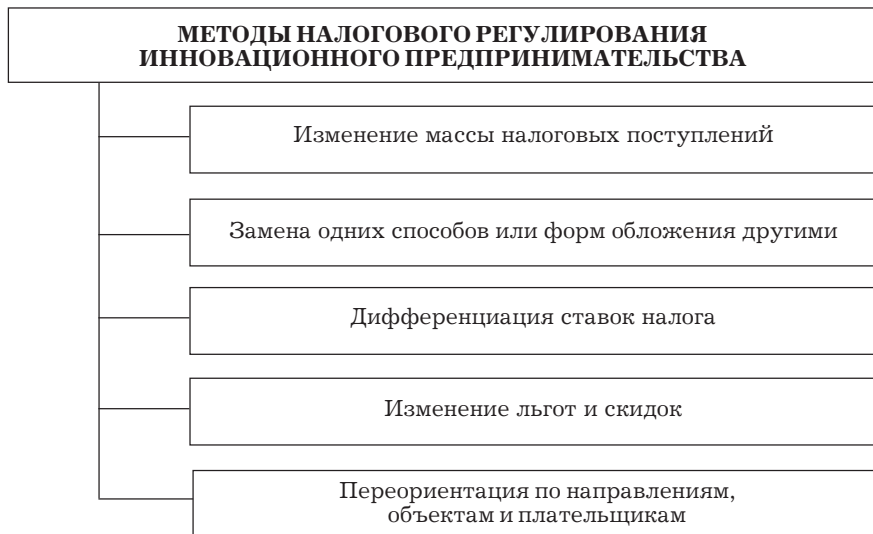 МЕТОДЫ НАЛОГОВОГО РЕГУЛИРОВАНИЯ
ИННОВАЦИОННОГО ПРЕДПРИНИМАТЕЛЬСТВА
Изменение массы налоговых поступлений
Замена одних способов или форм обложения другими
Дифференциация ставок налога
Изменение льгот и скидок
Переориентация по направлениям,
объектам и плательщикам